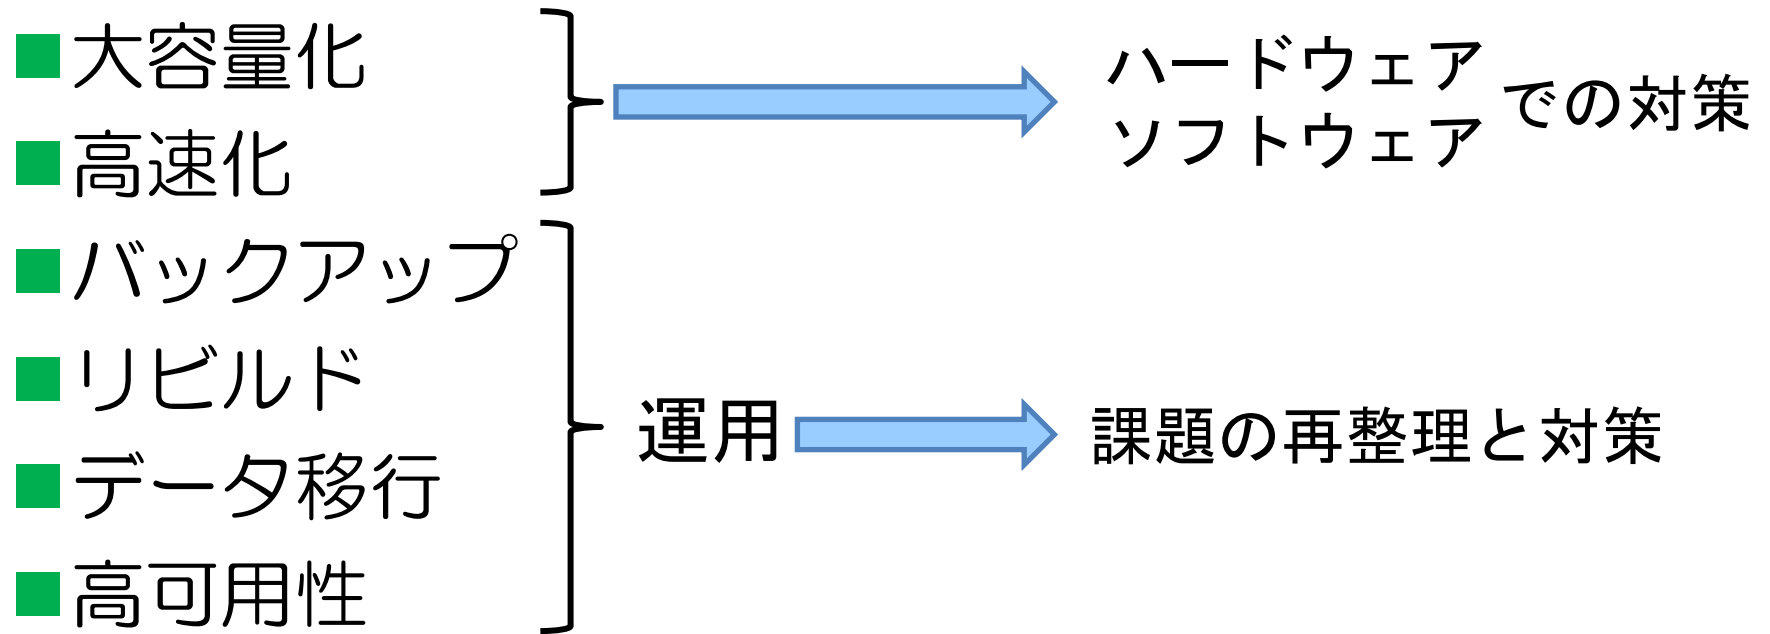 ■大容量化
■高速化
■バックアップ
■リビルド
■データ移行
■高可用性
ハードウェア
ソフトウェア
での対策
運用
課題の再整理と対策